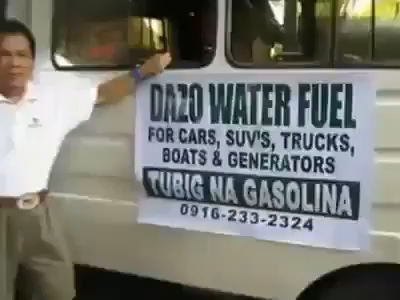 DAZO WATER FUEL
FOR CARS, SUV'S, TRUCKS,
BOATS & GENERATORS
TUBIG NA GASOLINA
0916-233-2324